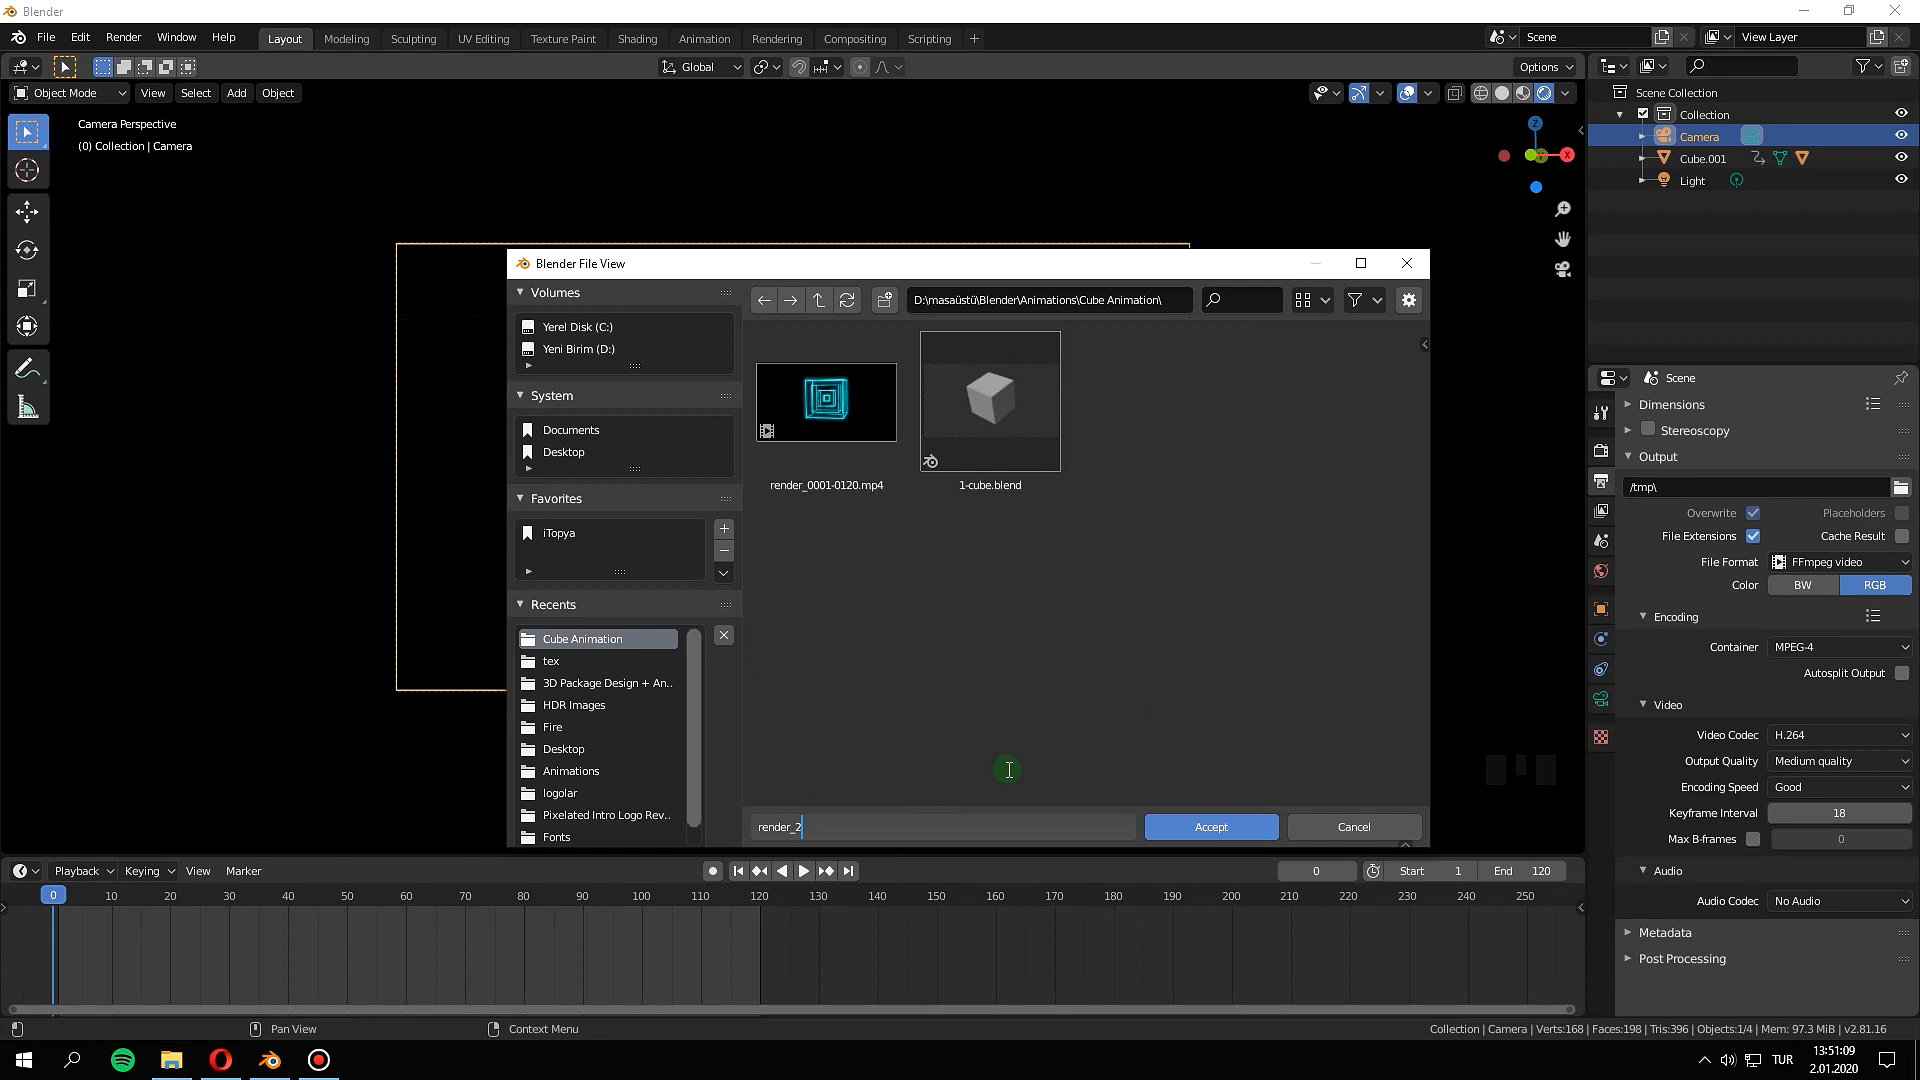 Blender
File Edit Render Window Help Layout Modeling Sculpting UV Editing Texture Paint Shading Animation Rendering Compositing Scripting + Scene View Layer
Global Options
Object Mode View Select Add Object
Camera Perspective
(0) Collection | Camera
Z
X
Scene Collection
Collection
Camera
Cube.001
Light
Blender File View
Volumes
Yerel Disk (C:)
Yeni Birim (D:)
System
Documents
Desktop
Favorites
iTopya
Recents
Cube Animation
tex
3D Package Design + An..
HDR Images
Fire
Desktop
Animations
logolar
Pixelated Intro Logo Rev..
Fonts
D:\masaüstü\Blender\Animations\Cube Animation\
render_0001-0120.mp4
1-cube.blend
render_2
Accept
Cancel
Scene
Dimensions
Stereoscopy
Output
/tmp\
Overwrite Placeholders
File Extensions Cache Result
File Format FFmpeg video
Color BW RGB
Encoding
Container MPEG-4
Autosplit Output
Video
Video Codec H.264
Output Quality Medium quality
Encoding Speed Good
Keyframe Interval 18
Max B-frames 0
Audio
Audio Codec No Audio
Metadata
Post Processing
Playback Keying View Marker 0 Start 1 End 120
0 10 20 30 40 50 60 70 80 90 100 110 120 130 140 150 160 170 180 190 200 210 220 230 240 250
Pan View Context Menu Collection | Camera | Verts:168 | Faces:198 | Tris:396 | Objects:1/4 | Mem: 97.3 MiB | v2.81.16
TUR
13:51:09
2.01.2020